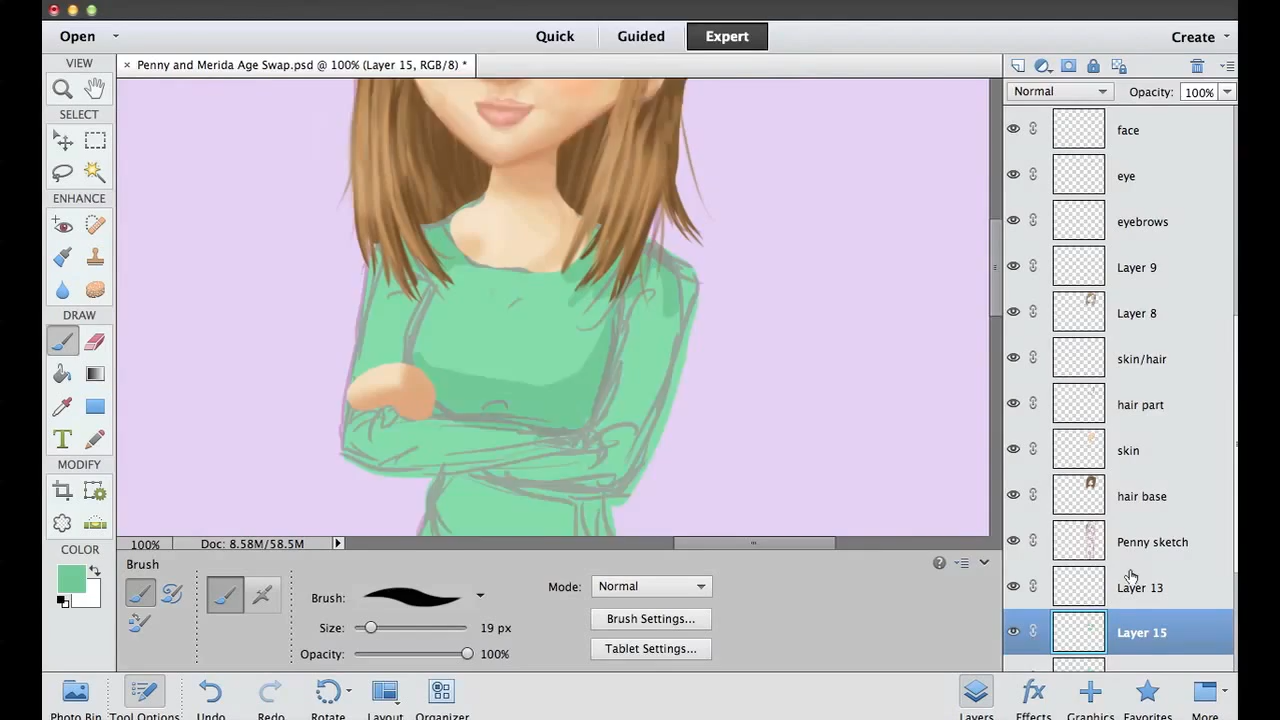 Open
Quick
Guided
Expert
Create
VIEW
× Penny and Merida Age Swap.psd @ 100% (Layer 15, RGB/8) *
Normal
Opacity: 100%
SELECT
ENHANCE
DRAW
T
MODIFY
COLOR
face
eye
eyebrows
Layer 9
Layer 8
skin/hair
hair part
skin
hair base
Penny sketch
Layer 13
Layer 15
100%
Doc: 8.58M/58.5M
Brush
Brush:
Size:
19 px
Opacity:
100%
Mode:
Normal
Brush Settings...
Tablet Settings...
Photo Bin
Tool Options
Undo
Redo
Rotate
Layout
Organizer
Layers
fx
Effects
Graphics
Favorites
More